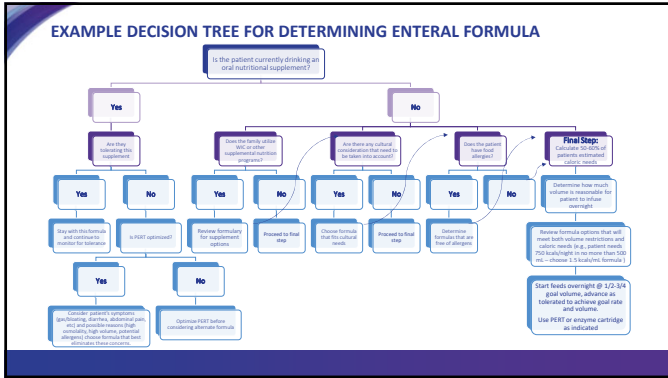 EXAMPLE DECISION TREE FOR DETERMINING ENTERAL FORMULA
Is the patient currently drinking an
oral nutritional supplement?
Yes
No
Are they
tolerating this
supplement
Does the family utilize
WIC or other
supplemental nutrition
programs?
Are there any cultural
consideration that need to
be taken into account?
Does the patient
have food
allergies?
Final Step:
Calculate 50-80% of
patients estimated
caloric needs
Yes
No
Yes
No
Yes
No
Yes
No
Determine how much
volume is reasonable for
patient to infuse
overnight
Stay with this formula
and continue to
monitor for tolerance
Is PERT optimized?
Review formulary
for supplement
options
Proceed to final
step
Choose formula
that fits cultural
needs
Proceed to final
step
Determine
formulas that are
free of allergens
Review formula options that will
meet both volume restrictions and
caloric needs (e.g., patient needs
750 kcals/night in no more than 500
mL – choose 1.5 kcals/mL formula )
Yes
No
Start feeds overnight @ 1/2-3/4
goal volume, advance as
tolerated to achieve goal rate
and volume.
Use PERT or enzyme cartridge
as indicated
Consider patient's symptoms
(gas/bloating, diarrhea, abdominal pain,
etc) and possible reasons (high
osmolality, high volume, potential
allergens) choose formula that best
eliminates these concerns.
Optimize PERT before
considering alternate formula